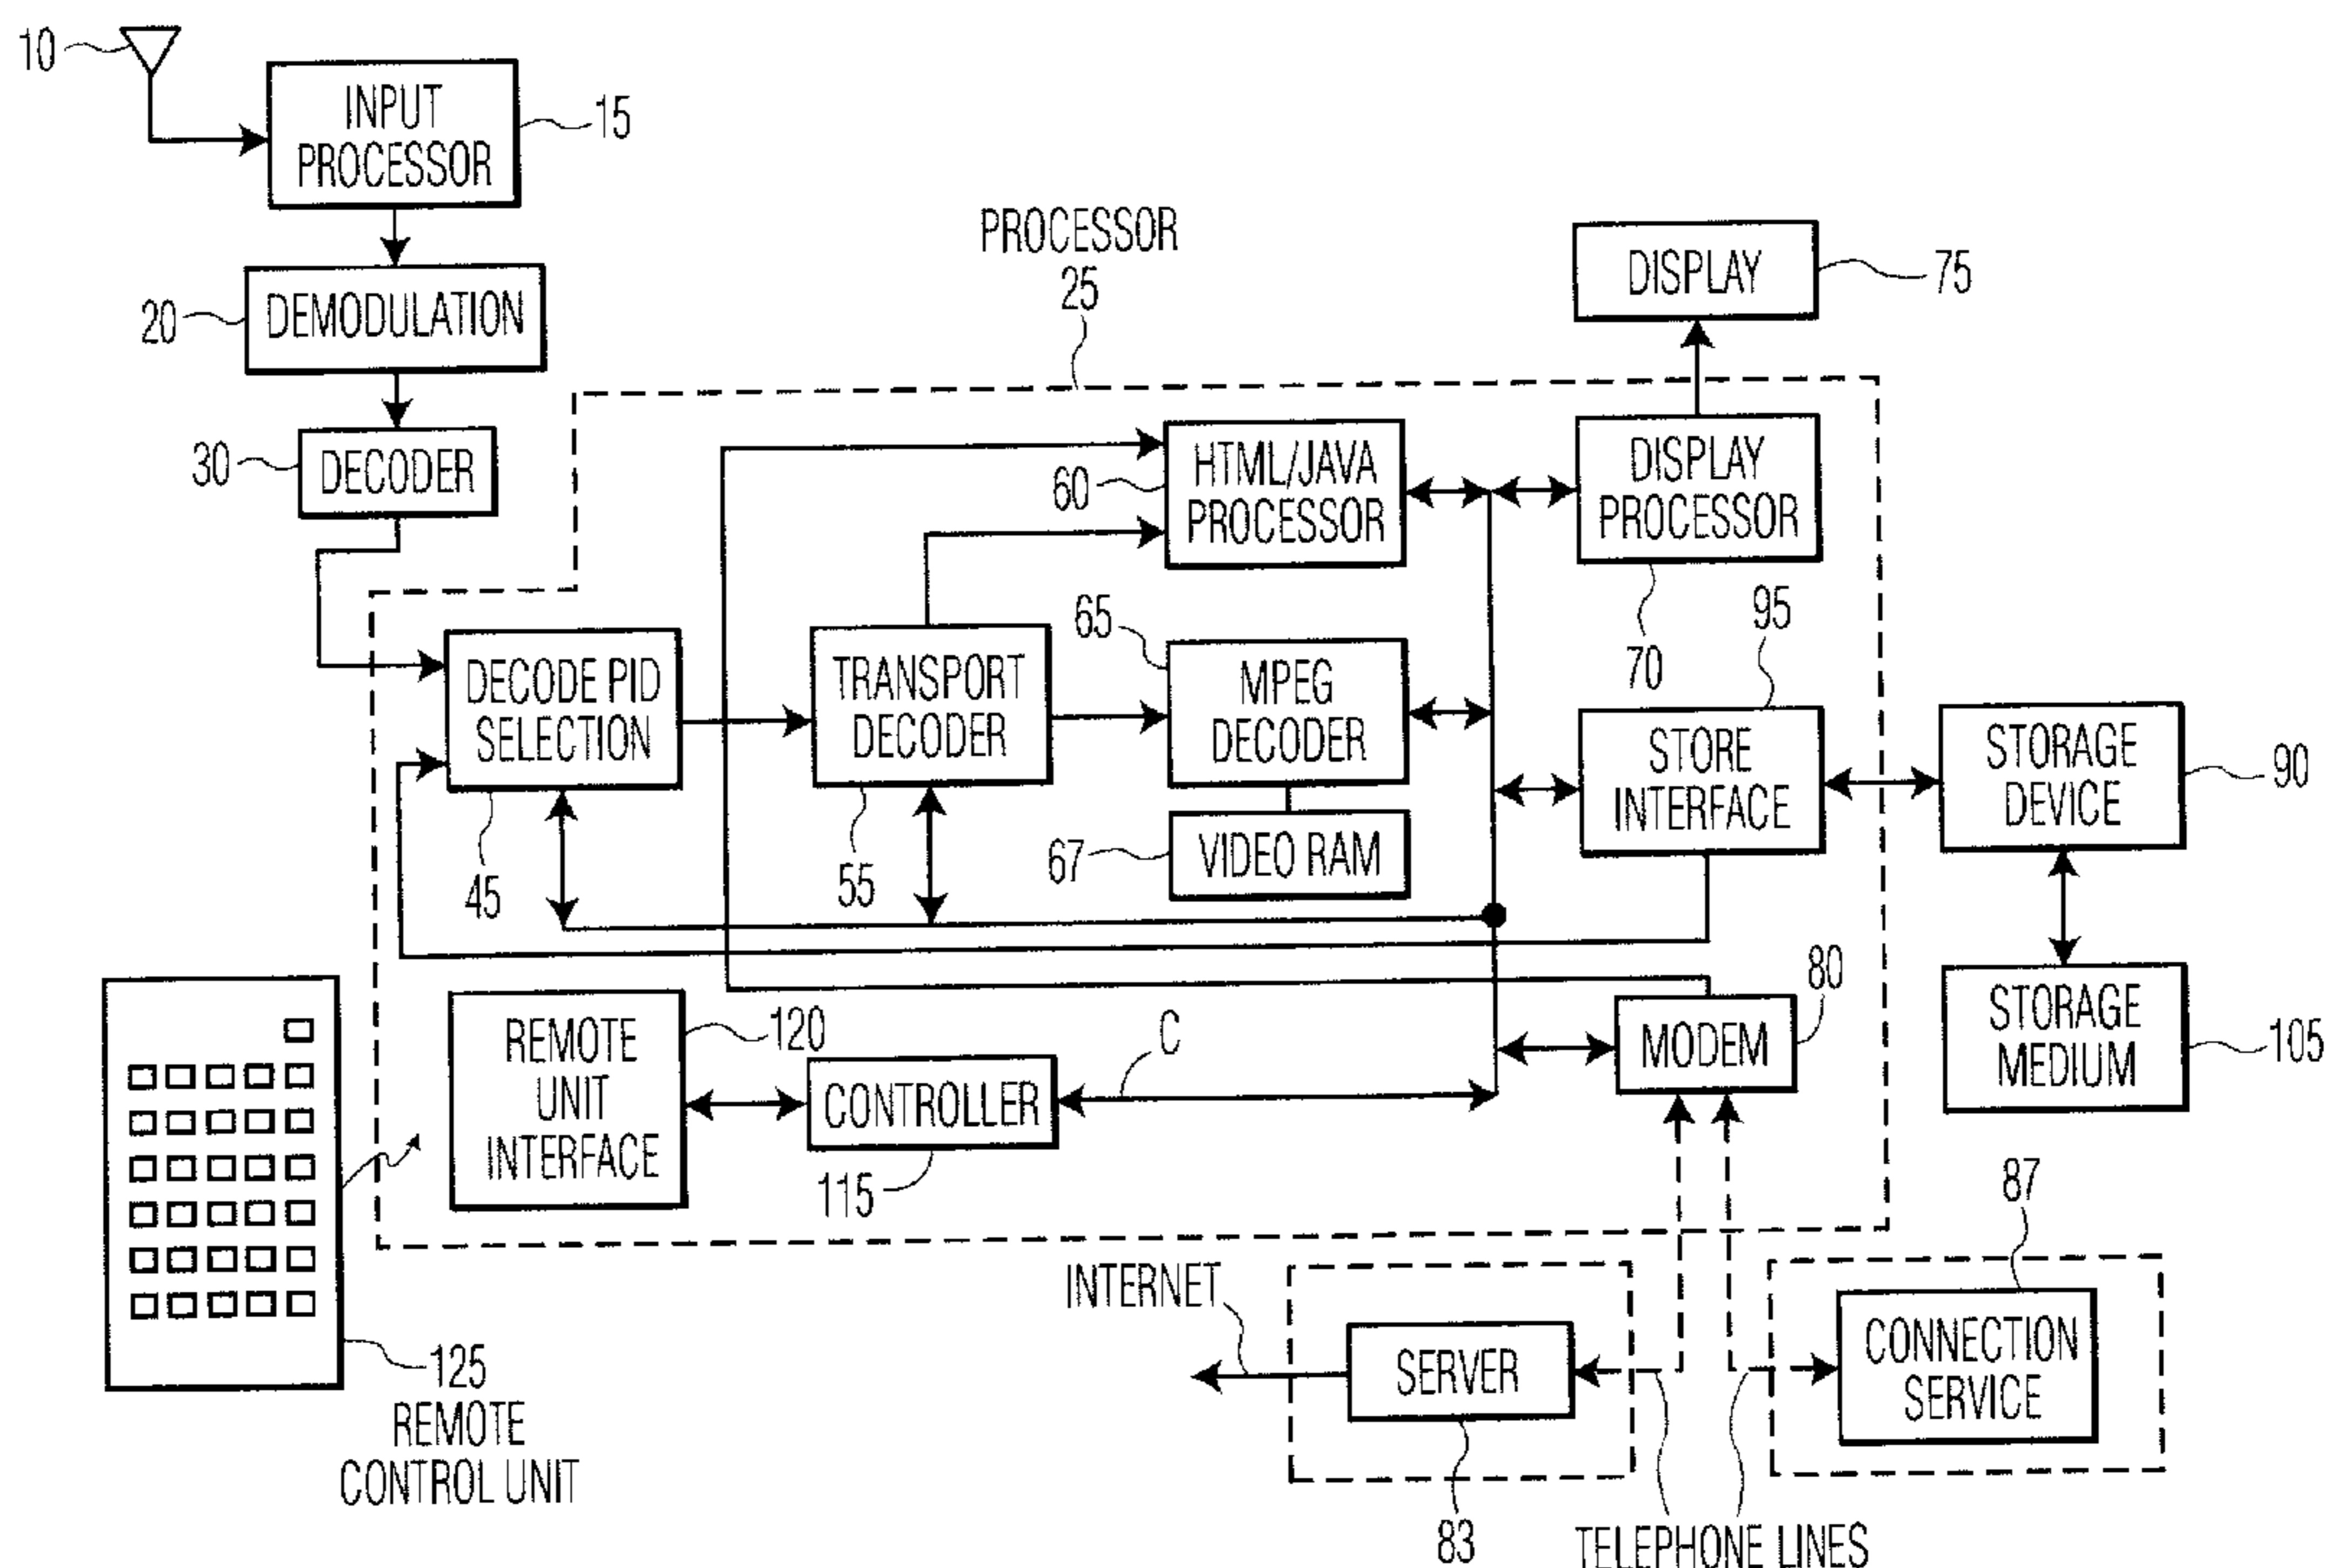 10
INPUT
PROCESSOR
15
PROCESSOR
25
DISPLAY
75
20
DEMODULATION
30
DECODER
60
HTML/JAVA
PROCESSOR
DISPLAY
PROCESSOR
70
95
DECODE PID
SELECTION
45
TRANSPORT
DECODER
55
65
MPEG
DECODER
67
VIDEO RAM
STORE
INTERFACE
STORAGE
DEVICE
90
80
MODEM
STORAGE
MEDIUM
105
REMOTE
UNIT
INTERFACE
120
CONTROLLER
115
C
87
INTERNET
SERVER
83
CONNECTION
SERVICE
125
REMOTE
CONTROL UNIT
TELEPHONE LINES